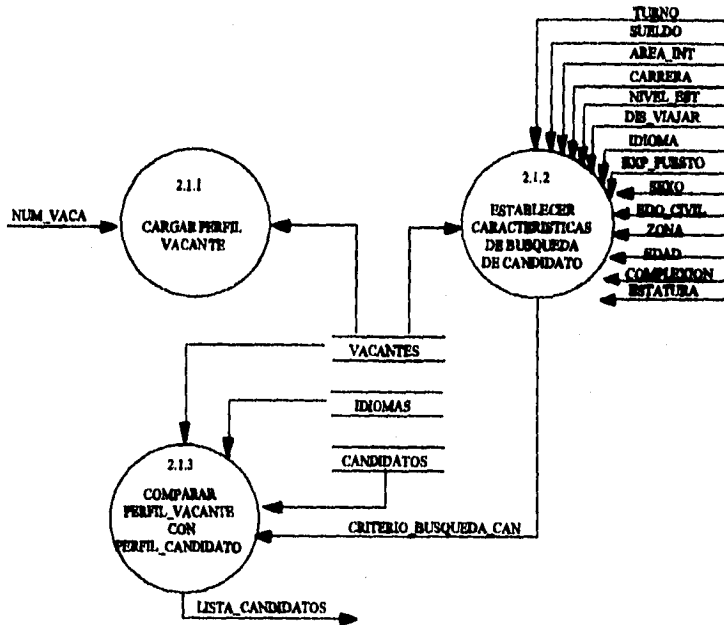 TURNO
SUELDO
AREA_INT
CARRERA
NIVEL_EST
DIS_VIAJAR
IDIOMA
EXP_PUESTO
SEXO
EDO_CIVIL
ZONA
EDAD
COMPLEXION
ESTATURA
NUM_VACA
2.1.1
CARGAR PERFIL
VACANTE
2.1.2
ESTABLECER
CARACTERISTICAS
DE BUSQUEDA
DE CANDIDATO
VACANTES
IDIOMAS
CANDIDATOS
2.1.3
COMPARAR
PERFIL_VACANTE
CON
PERFIL_CANDIDATO
CRITERIO_BUSQUEDA_CAN
LISTA_CANDIDATOS